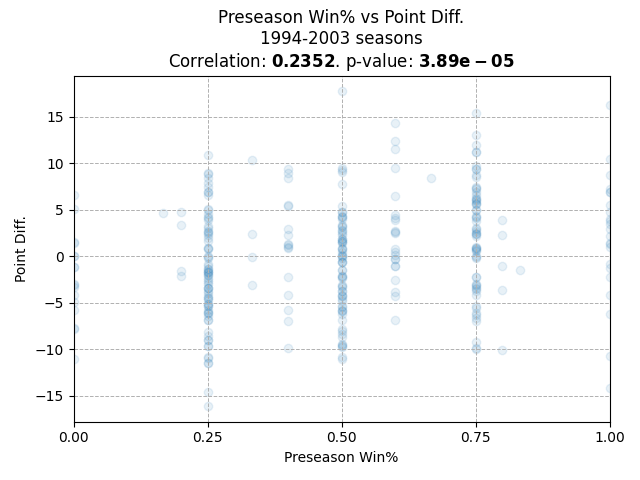 Preseason Win% vs Point Diff.
1994-2003 seasons
Correlation: 0.2352. p-value: 3.89e − 05
15
10
5
0
−5
−10
−15
Point Diff.
0.00 0.25 0.50 0.75 1.00
Preseason Win%